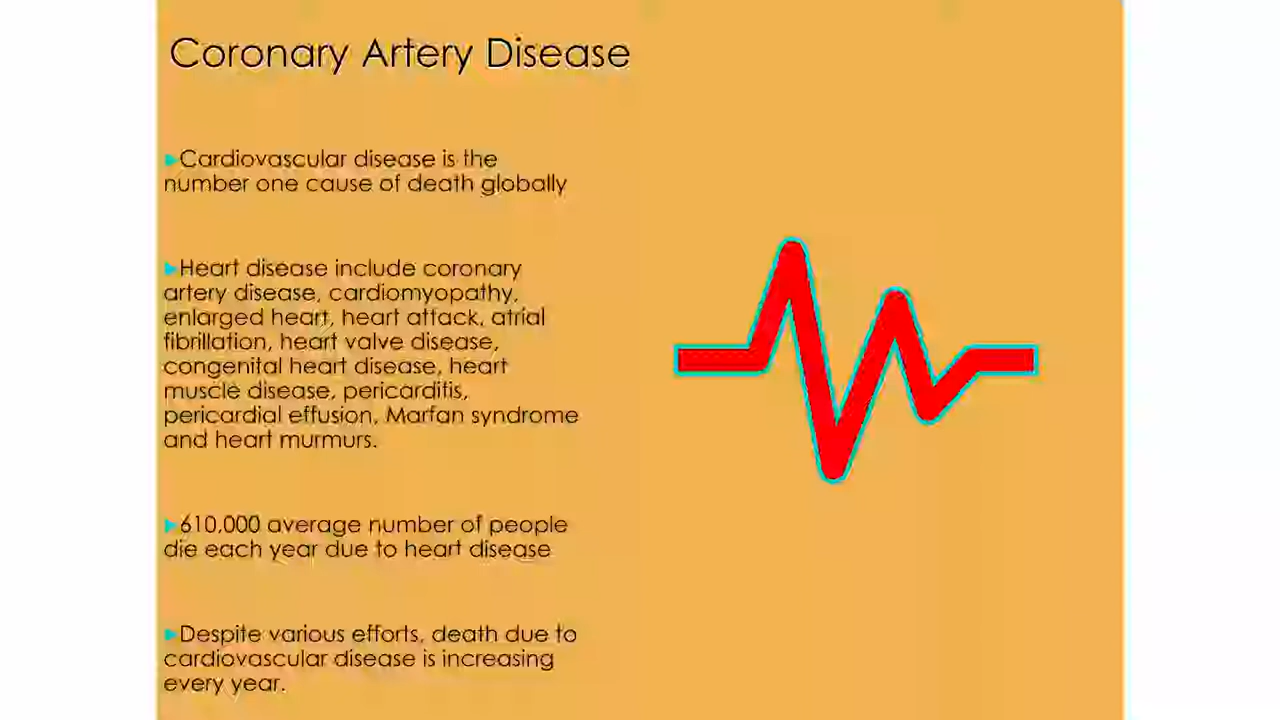 Coronary Artery Disease
▶Cardiovascular disease is the
number one cause of death globally
▶Heart disease include coronary
artery disease, cardiomyopathy,
enlarged heart, heart attack, atrial
fibrillation, heart valve disease,
congenital heart disease, heart
muscle disease, pericarditis,
pericardial effusion, Marfan syndrome
and heart murmurs.
▶610,000 average number of people
die each year due to heart disease
▶Despite various efforts, death due to
cardiovascular disease is increasing
every year.